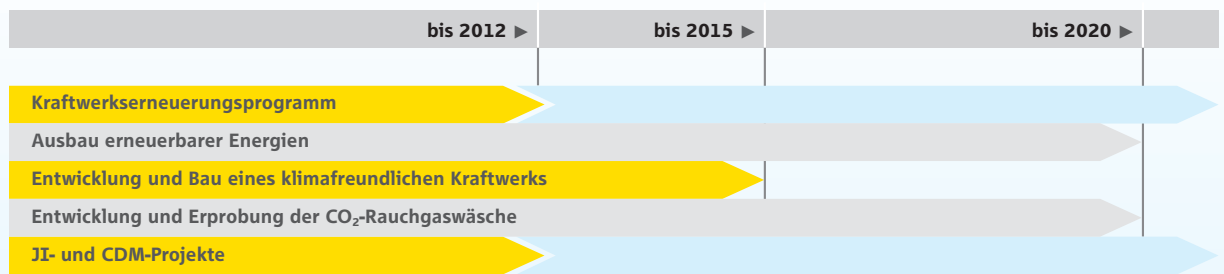 bis 2012 ▶ bis 2015 ▶ bis 2020 ▶
Kraftwerkserneuerungsprogramm
Ausbau erneuerbarer Energien
Entwicklung und Bau eines klimafreundlichen Kraftwerks
Entwicklung und Erprobung der CO₂-Rauchgaswäsche
JI- und CDM-Projekte